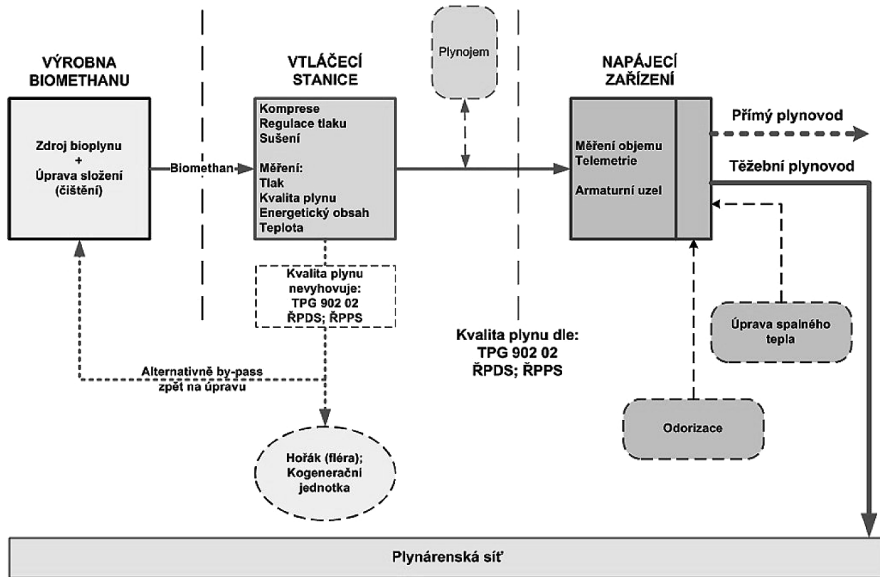 VÝROBNA
BIOMETHANU
Zdroj bioplynu
+
Úprava složení
(čištění)
Biomethan
VTLÁČECÍ
STANICE
Komprese
Regulace tlaku
Sušení
Měření:
Tlak
Kvalita plynu
Energetický obsah
Teplota
Plynojem
NAPÁJECÍ
ZAŘÍZENÍ
Měření objemu
Telemetrie
Armaturní uzel
Přímý plynovod
Těžební plynovod
Kvalita plynu
nevyhovuje:
TPG 902 02
ŘPDS; ŘPPS
Kvalita plynu dle:
TPG 902 02
ŘPDS; ŘPPS
Úprava spalného
tepla
Alternativně by-pass
zpět na úpravu
Odorizace
Hořák (fléra);
Kogenerační
jednotka
Plynárenská síť